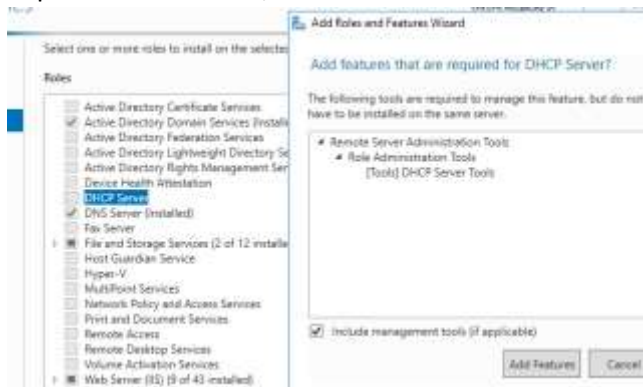 Select one or more roles to install on the selected
Roles
Active Directory Certificate Services
Active Directory Domain Services (Installe
Active Directory Federation Services
Active Directory Lightweight Directory Se
Active Directory Rights Management Ser
Device Health Attestation
DHCP Server
DNS Server (Installed)
Fax Server
File and Storage Services (2 of 12 installe
Host Guardian Service
Hyper-V
MultiPoint Services
Network Policy and Access Services
Print and Document Services
Remote Access
Remote Desktop Services
Volume Activation Services
Web Server (IIS) (9 of 43 installed)
Add Roles and Features Wizard
Add features that are required for DHCP Server?
The following tools are required to manage this feature, but do not
have to be installed on the same server.
Remote Server Administration Tools
Role Administration Tools
[Tools] DHCP Server Tools
Include management tools (if applicable)
Add Features
Cancel